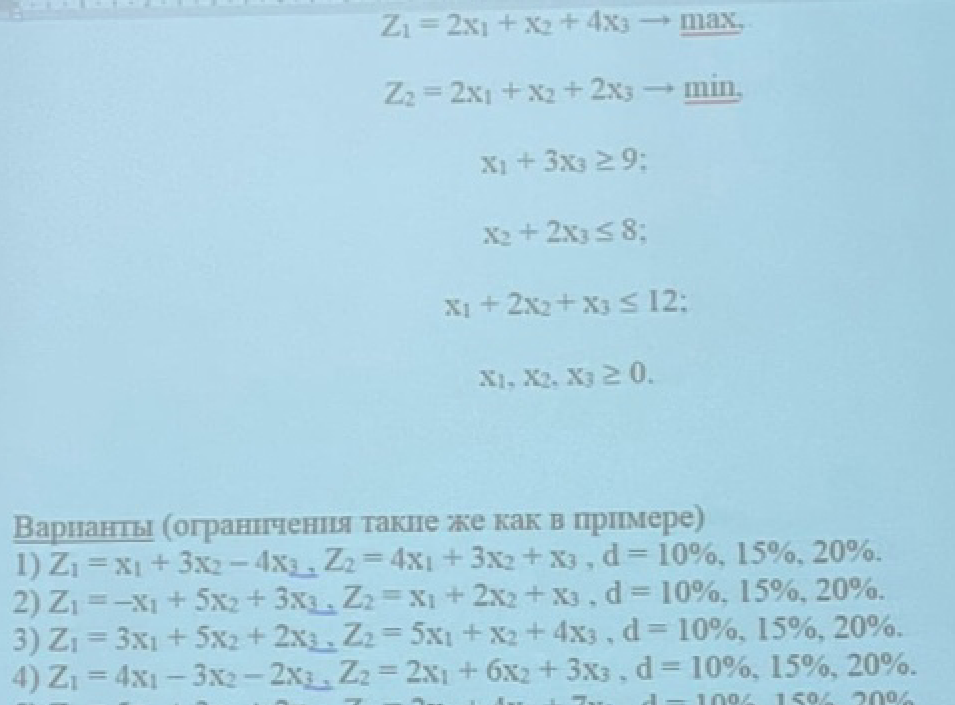 Z₁ = 2x₁ + x₂ + 4x₃ → max,
Z₂ = 2x₁ + x₂ + 2x₃ → min,
x₁ + 3x₃ ≥ 9;
x₂ + 2x₃ ≤ 8;
x₁ + 2x₂ + x₃ ≤ 12;
x₁, x₂, x₃ ≥ 0.
Варианты (ограничения такие же как в примере)
1) Z₁ = x₁ + 3x₂ – 4x₃ , Z₂ = 4x₁ + 3x₂ + x₃ , d = 10%, 15%, 20%.
2) Z₁ = –x₁ + 5x₂ + 3x₃ , Z₂ = x₁ + 2x₂ + x₃ , d = 10%, 15%, 20%.
3) Z₁ = 3x₁ + 5x₂ + 2x₃ , Z₂ = 5x₁ + x₂ + 4x₃ , d = 10%, 15%, 20%.
4) Z₁ = 4x₁ – 3x₂ – 2x₃ , Z₂ = 2x₁ + 6x₂ + 3x₃ , d = 10%, 15%, 20%.
d = 10% 15% 20%